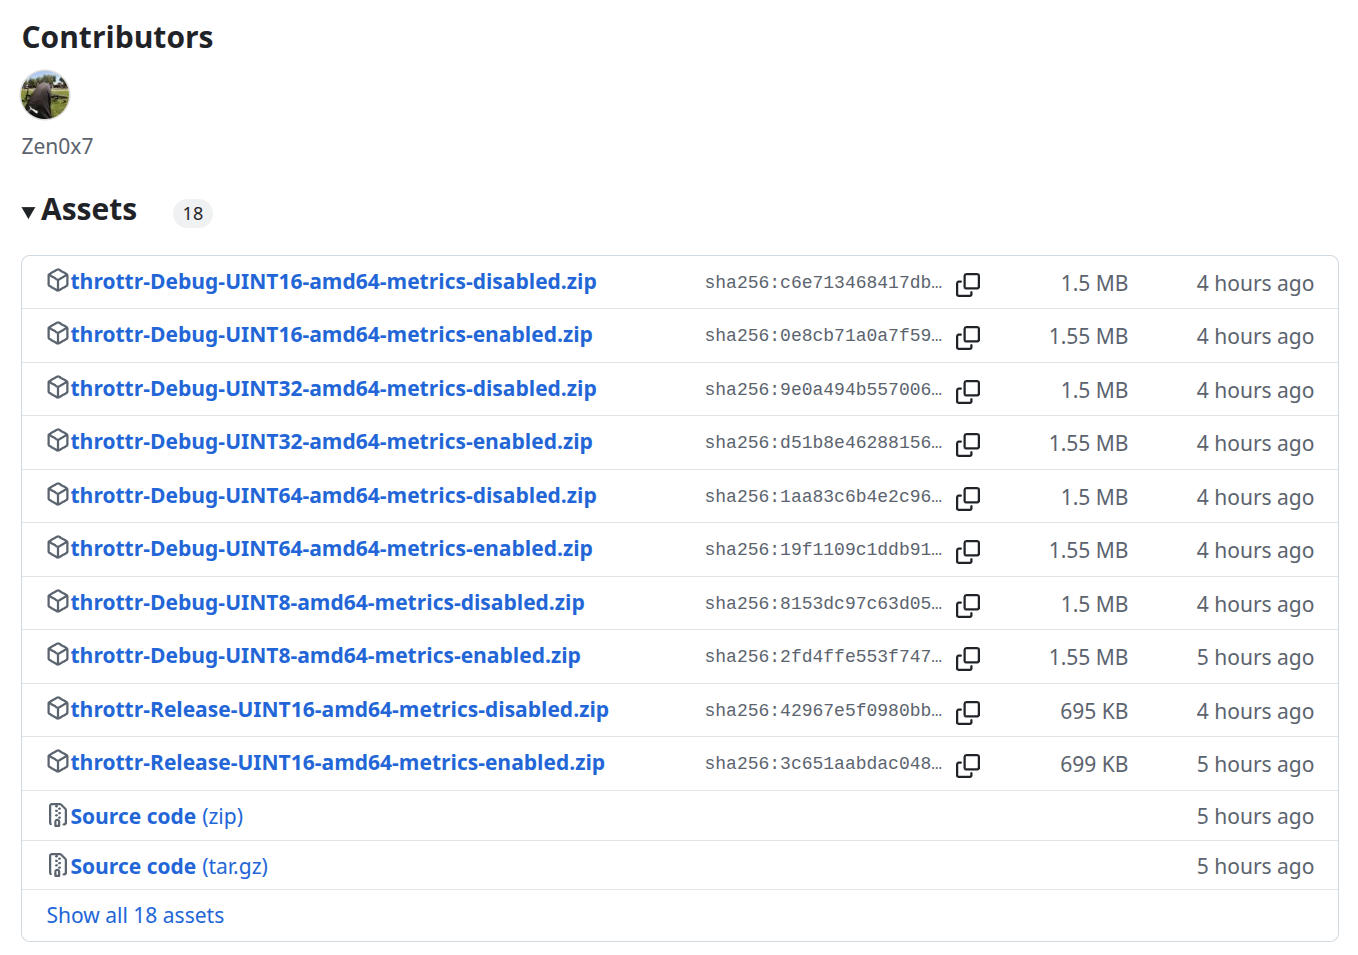 Contributors
Zen0x7
Assets 18
throttr-Debug-UINT16-amd64-metrics-disabled.zip sha256:c6e713468417db… 1.5 MB 4 hours ago
throttr-Debug-UINT16-amd64-metrics-enabled.zip sha256:0e8cb71a0a7f59… 1.55 MB 4 hours ago
throttr-Debug-UINT32-amd64-metrics-disabled.zip sha256:9e0a494b557006… 1.5 MB 4 hours ago
throttr-Debug-UINT32-amd64-metrics-enabled.zip sha256:d51b8e46288156… 1.55 MB 4 hours ago
throttr-Debug-UINT64-amd64-metrics-disabled.zip sha256:1aa83c6b4e2c96… 1.5 MB 4 hours ago
throttr-Debug-UINT64-amd64-metrics-enabled.zip sha256:19f1109c1ddb91… 1.55 MB 4 hours ago
throttr-Debug-UINT8-amd64-metrics-disabled.zip sha256:8153dc97c63d05… 1.5 MB 4 hours ago
throttr-Debug-UINT8-amd64-metrics-enabled.zip sha256:2fd4ffe553f747… 1.55 MB 5 hours ago
throttr-Release-UINT16-amd64-metrics-disabled.zip sha256:42967e5f0980bb… 695 KB 4 hours ago
throttr-Release-UINT16-amd64-metrics-enabled.zip sha256:3c651aabdac048… 699 KB 5 hours ago
Source code (zip) 5 hours ago
Source code (tar.gz) 5 hours ago
Show all 18 assets